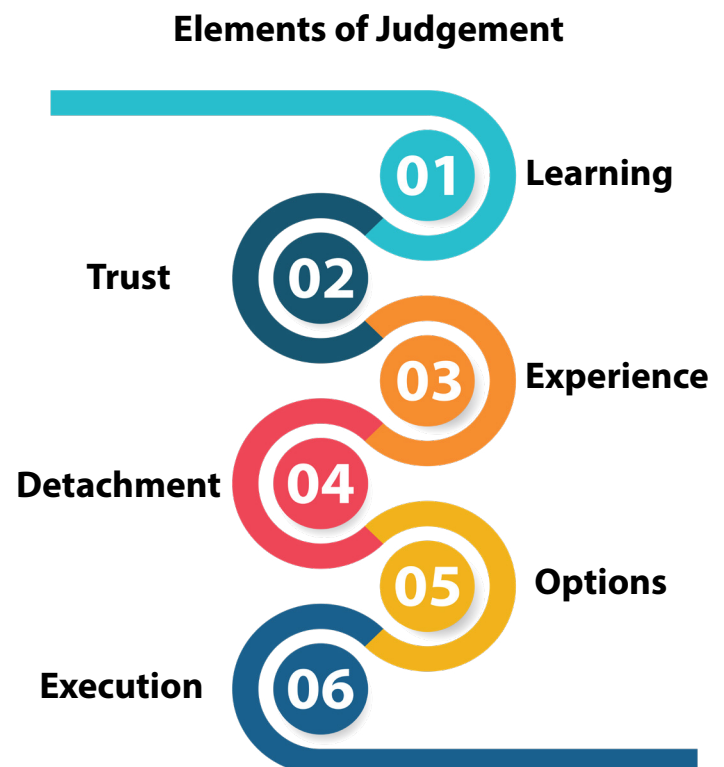 Elements of Judgement
01
Learning
Trust
02
03
Experience
Detachment
04
05
Options
Execution
06